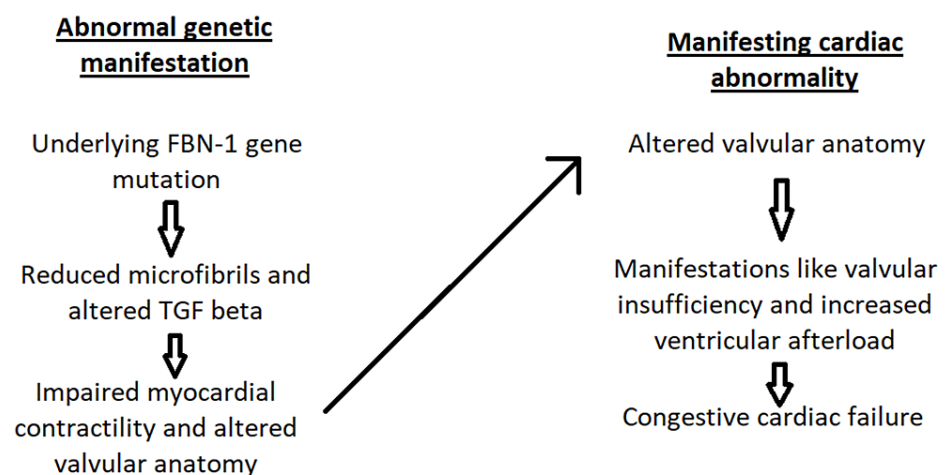 Abnormal genetic
manifestation
Underlying FBN-1 gene
mutation
Reduced microfibrils and
altered TGF beta
Impaired myocardial
contractility and altered
valvular anatomy
Manifesting cardiac
abnormality
Altered valvular anatomy
Manifestations like valvular
insufficiency and increased
ventricular afterload
Congestive cardiac failure